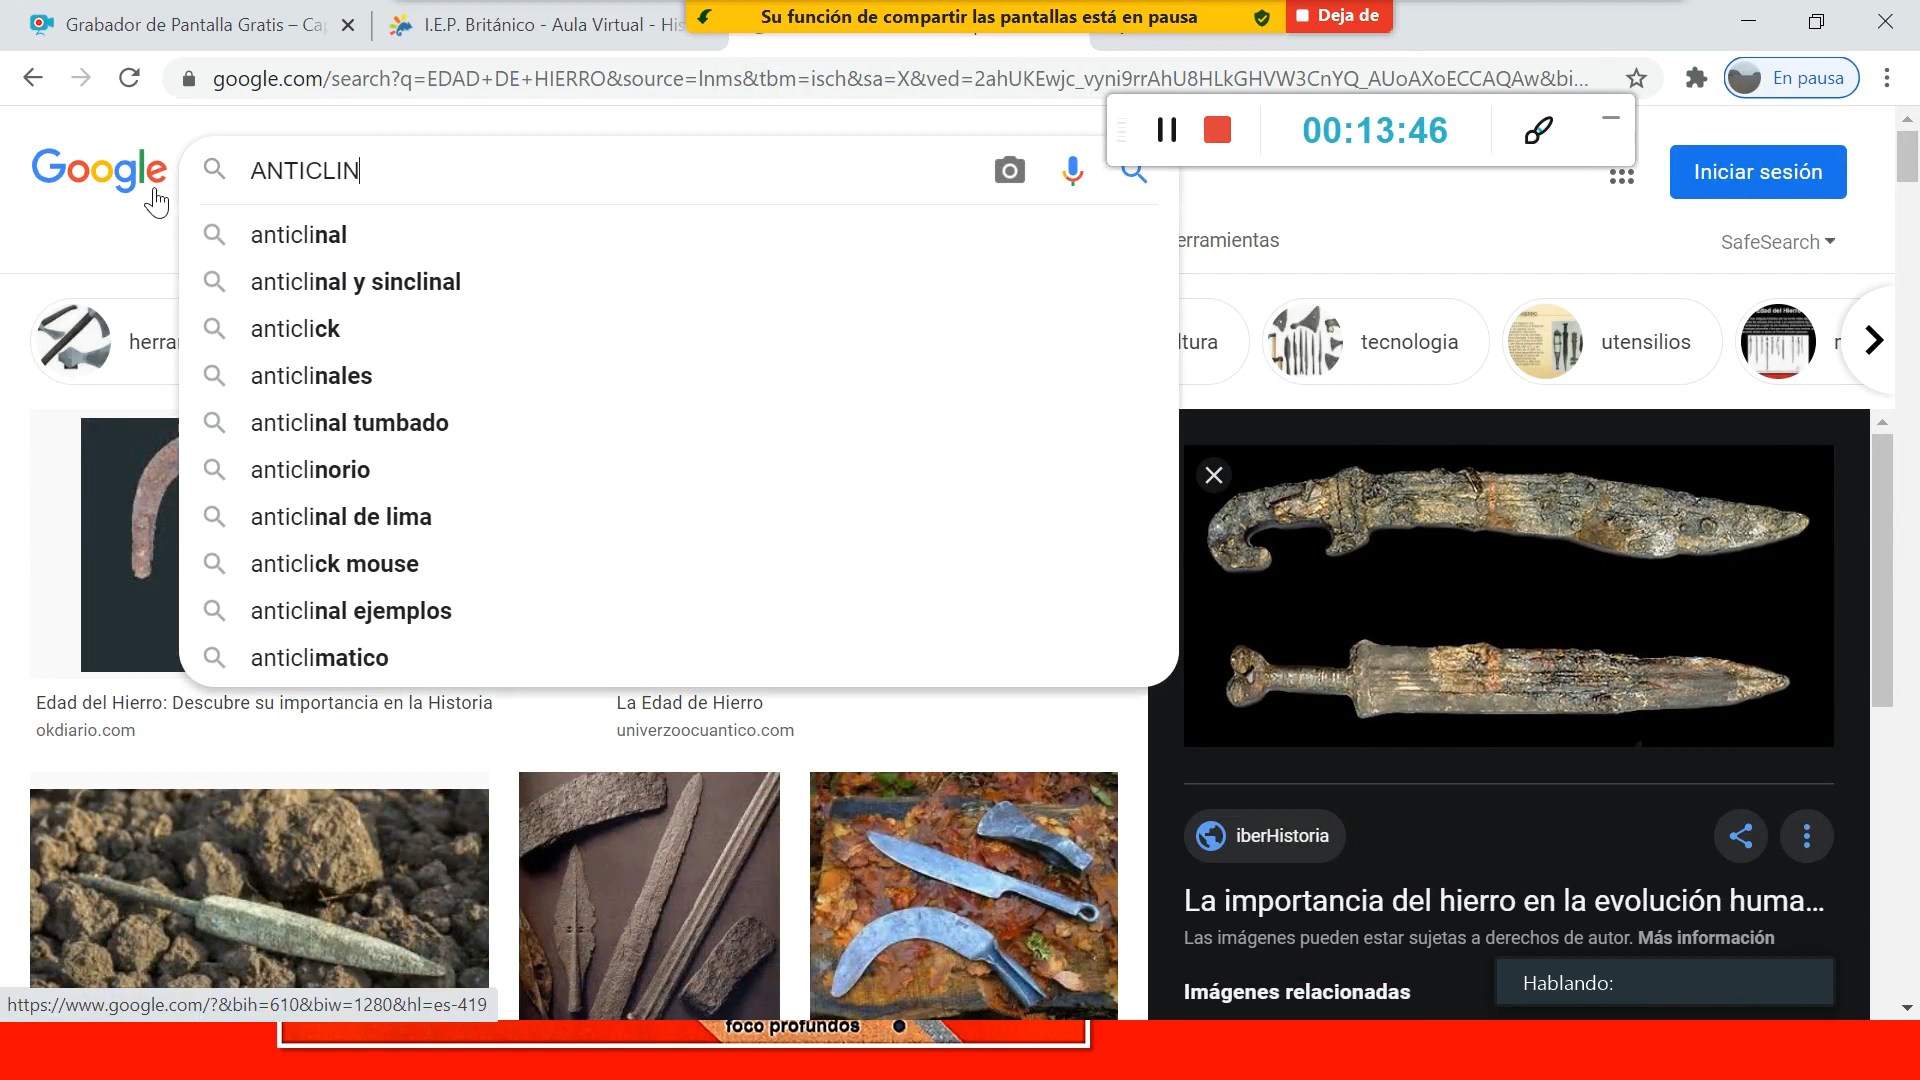 Grabador de Pantalla Gratis – Ca
I.E.P. Británico - Aula Virtual - His
Su función de compartir las pantallas está en pausa
Deja de
google.com/search?q=EDAD+DE+HIERRO&source=lnms&tbm=isch&sa=X&ved=2ahUKEwjc_vyni9rrAhU8HLkGHVW3CnYQ_AUoAXoECCAQAw&bi...
En pausa
00:13:46
Google
ANTICLIN
Iniciar sesión
anticlinal
erramientas
SafeSearch
anticlinal y sinclinal
anticlick
herra
ltura
tecnologia
utensilios
anticlinales
anticlinal tumbado
anticlinorio
anticlinal de lima
anticlick mouse
anticlinal ejemplos
anticlimatico
Edad del Hierro: Descubre su importancia en la Historia
okdiario.com
La Edad de Hierro
univerzoocuantico.com
iberHistoria
La importancia del hierro en la evolución huma...
Las imágenes pueden estar sujetas a derechos de autor. Más información
Hablando:
Imágenes relacionadas
https://www.google.com/?&bih=610&biw=1280&hl=es-419
foco profundos